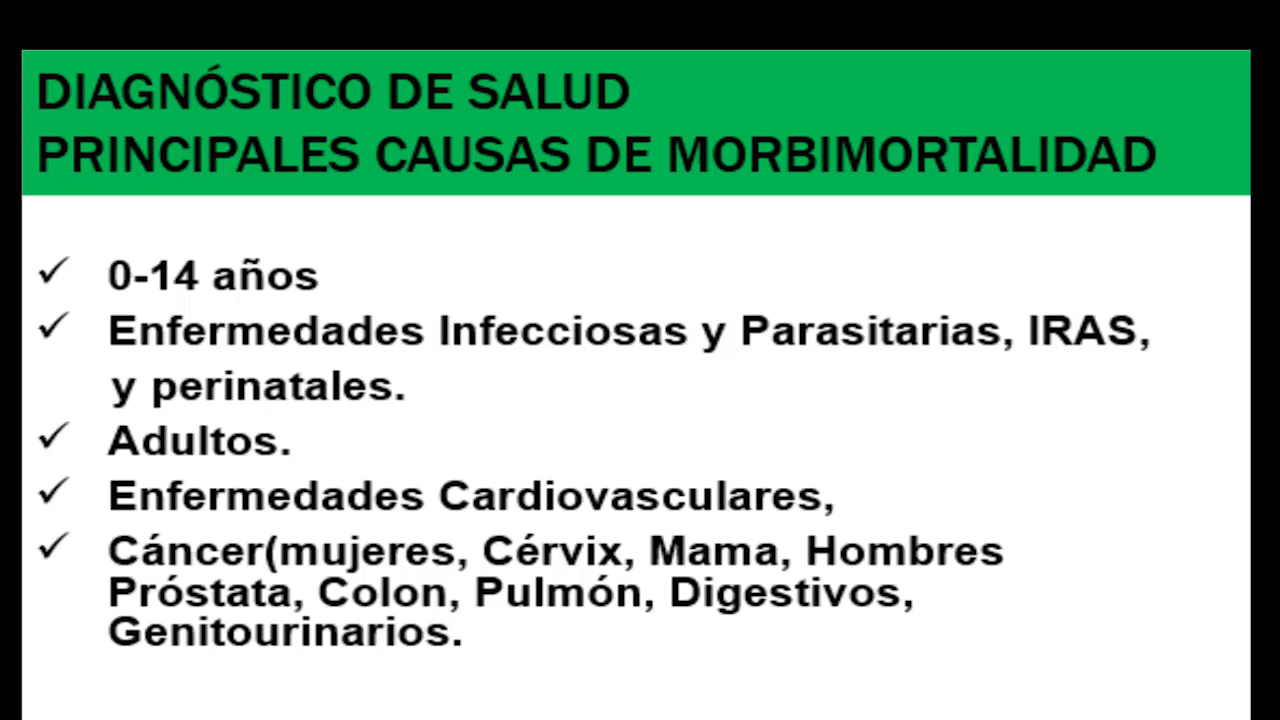 DIAGNÓSTICO DE SALUD
PRINCIPALES CAUSAS DE MORBIMORTALIDAD
✓ 0-14 años
✓ Enfermedades Infecciosas y Parasitarias, IRAS,
y perinatales.
✓ Adultos.
✓ Enfermedades Cardiovasculares,
✓ Cáncer(mujeres, Cérvix, Mama, Hombres
Próstata, Colon, Pulmón, Digestivos,
Genitourinarios.